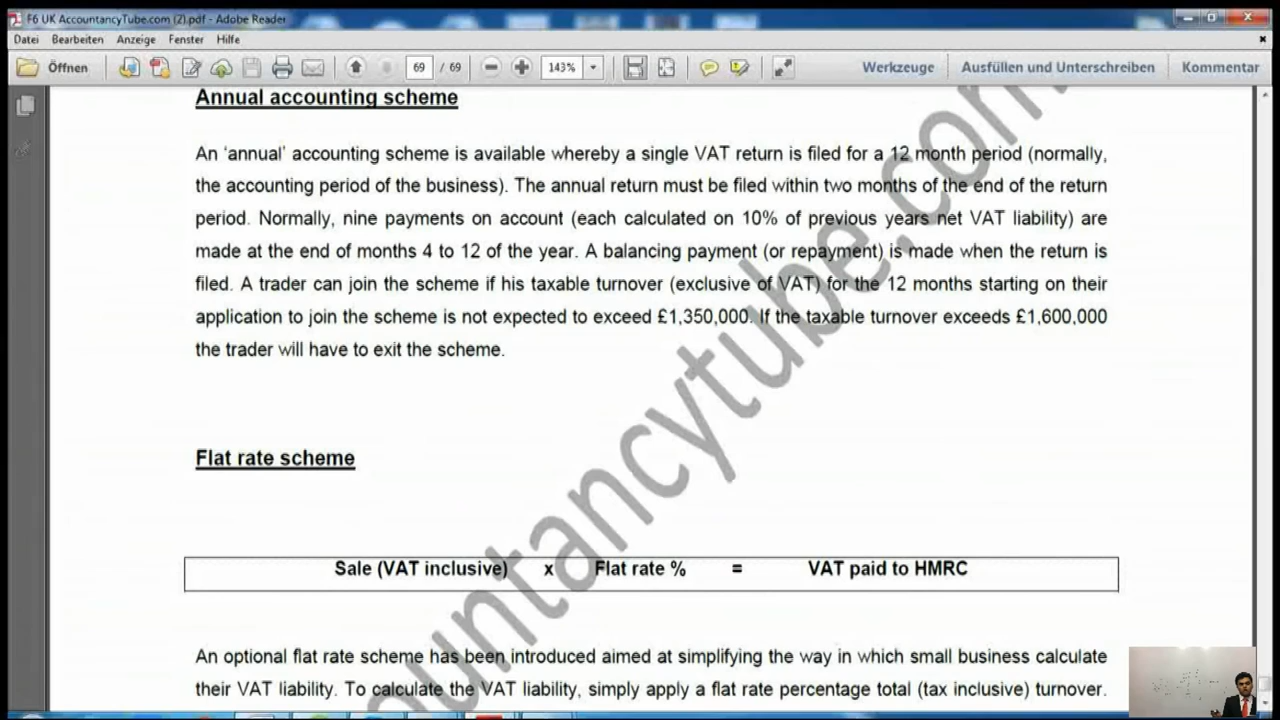 F6 UK AccountancyTube.com (2).pdf - Adobe Reader
Datei Bearbeiten Anzeige Fenster Hilfe
Öffnen 69 / 69 143% Werkzeuge Ausfüllen und Unterschreiben Kommentar
Annual accounting scheme
An ‘annual’ accounting scheme is available whereby a single VAT return is filed for a 12 month period (normally,
the accounting period of the business). The annual return must be filed within two months of the end of the return
period. Normally, nine payments on account (each calculated on 10% of previous years net VAT liability) are
made at the end of months 4 to 12 of the year. A balancing payment (or repayment) is made when the return is
filed. A trader can join the scheme if his taxable turnover (exclusive of VAT) for the 12 months starting on their
application to join the scheme is not expected to exceed £1,350,000. If the taxable turnover exceeds £1,600,000
the trader will have to exit the scheme.
Flat rate scheme
Sale (VAT inclusive) x Flat rate % = VAT paid to HMRC
An optional flat rate scheme has been introduced aimed at simplifying the way in which small business calculate
their VAT liability. To calculate the VAT liability, simply apply a flat rate percentage total (tax inclusive) turnover.
ountancytube.com